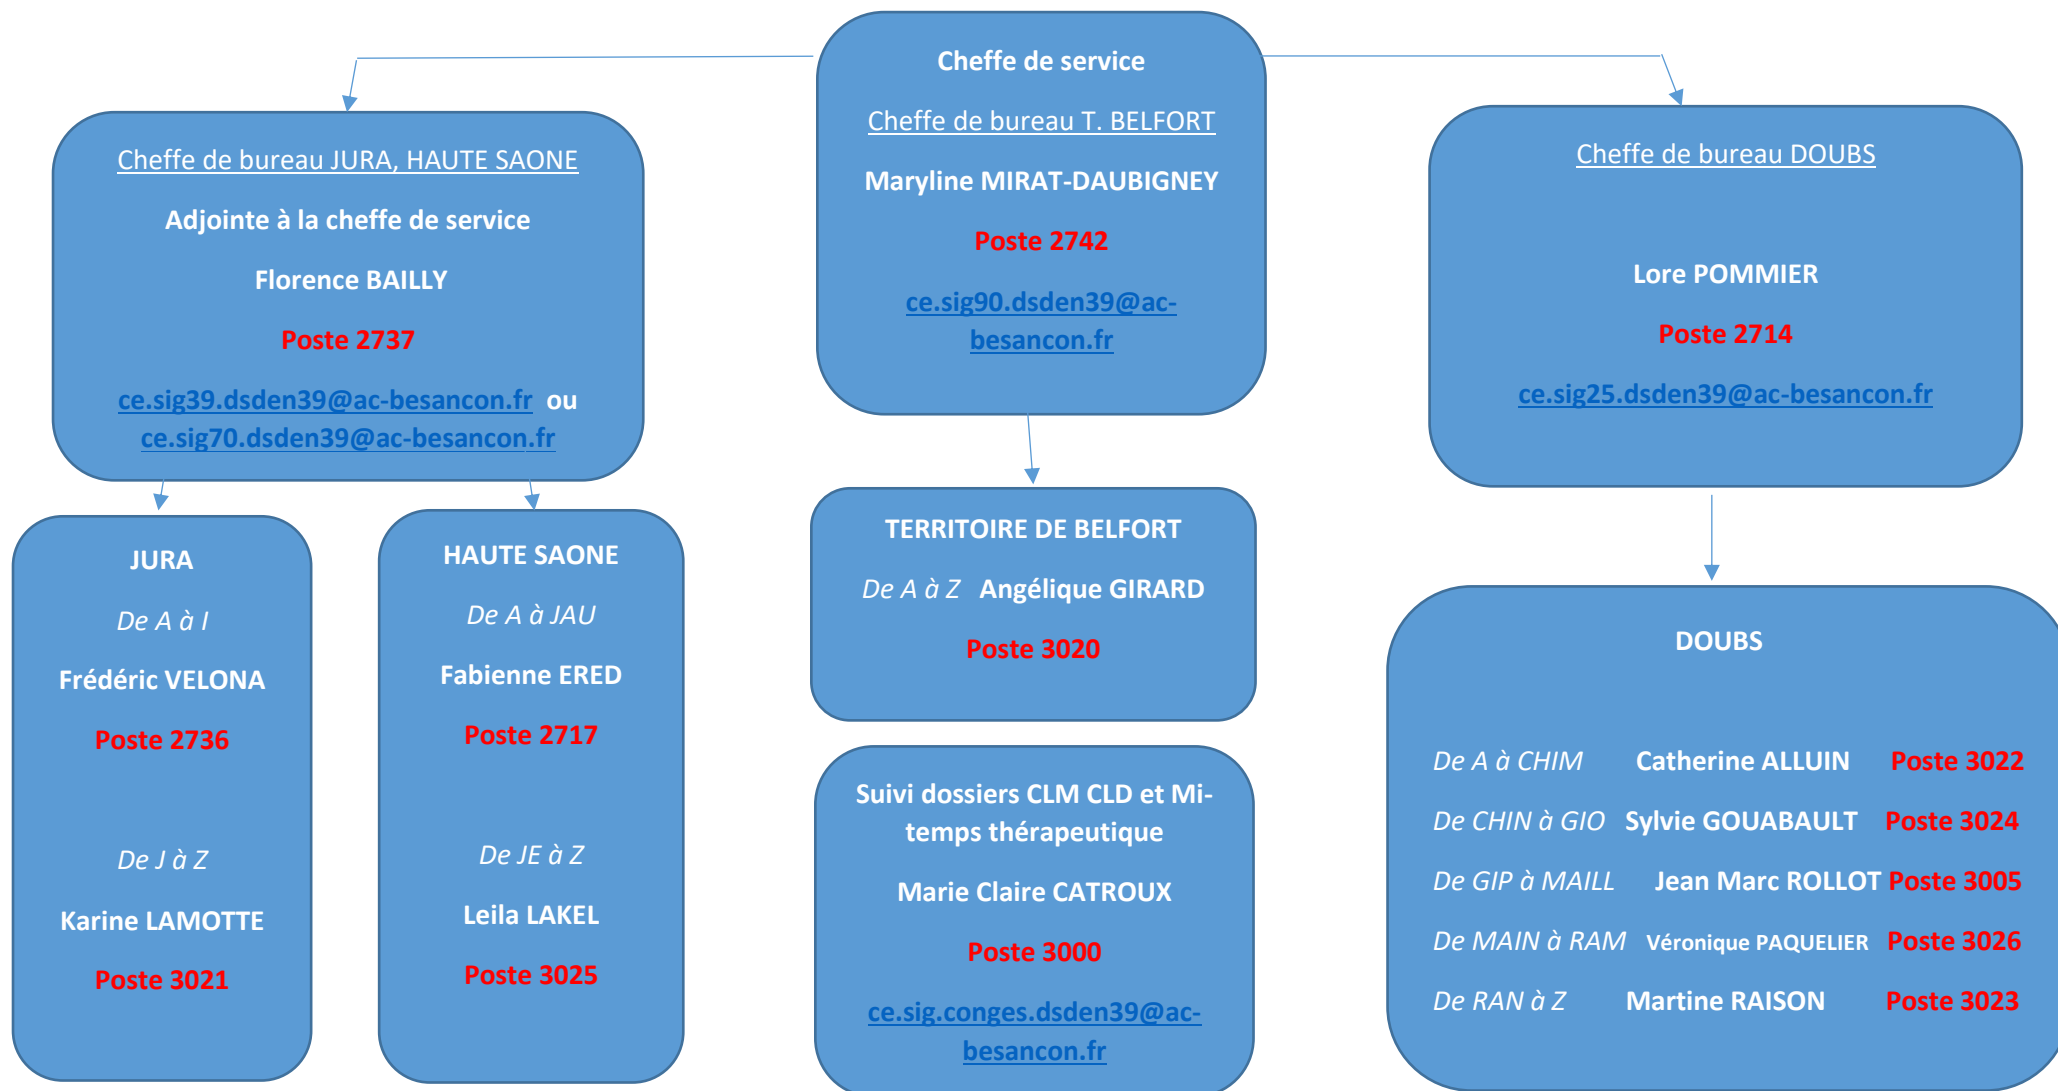 Cheffe de service
Cheffe de bureau T. BELFORT
Maryline MIRAT-DAUBIGNEY
Poste 2742
ce.sig90.dsden39@ac-
besancon.fr
Cheffe de bureau JURA, HAUTE SAONE
Adjointe à la cheffe de service
Florence BAILLY
Poste 2737
ce.sig39.dsden39@ac-besancon.fr ou
ce.sig70.dsden39@ac-besancon.fr
Cheffe de bureau DOUBS
Lore POMMIER
Poste 2714
ce.sig25.dsden39@ac-besancon.fr
JURA
De A à I
Frédéric VELONA
Poste 2736
De J à Z
Karine LAMOTTE
Poste 3021
HAUTE SAONE
De A à JAU
Fabienne ERED
Poste 2717
De JE à Z
Leila LAKEL
Poste 3025
TERRITOIRE DE BELFORT
De A à Z Angélique GIRARD
Poste 3020
Suivi dossiers CLM CLD et Mi-
temps thérapeutique
Marie Claire CATROUX
Poste 3000
ce.sig.conges.dsden39@ac-
besancon.fr
DOUBS
De A à CHIM Catherine ALLUIN Poste 3022
De CHIN à GIO Sylvie GOUABAULT Poste 3024
De GIP à MAILL Jean Marc ROLLOT Poste 3005
De MAIN à RAM Véronique PAQUELIER Poste 3026
De RAN à Z Martine RAISON Poste 3023